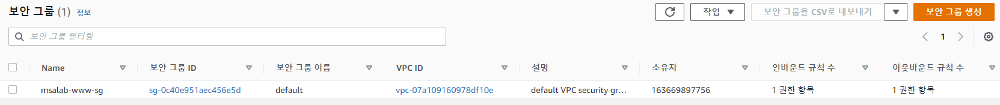 보안 그룹 (1) 정보
작업
보안 그룹을 CSV로 내보내기
보안 그룹 생성
보안 그룹 필터링
1
Name 보안 그룹 ID 보안 그룹 이름 VPC ID 설명 소유자 인바운드 규칙 수 아웃바운드 규칙 수
msalab-www-sg sg-0c40e951aec456e5d default vpc-07a109160978df10e default VPC security gr... 163669897756 1 권한 항목 1 권한 항목